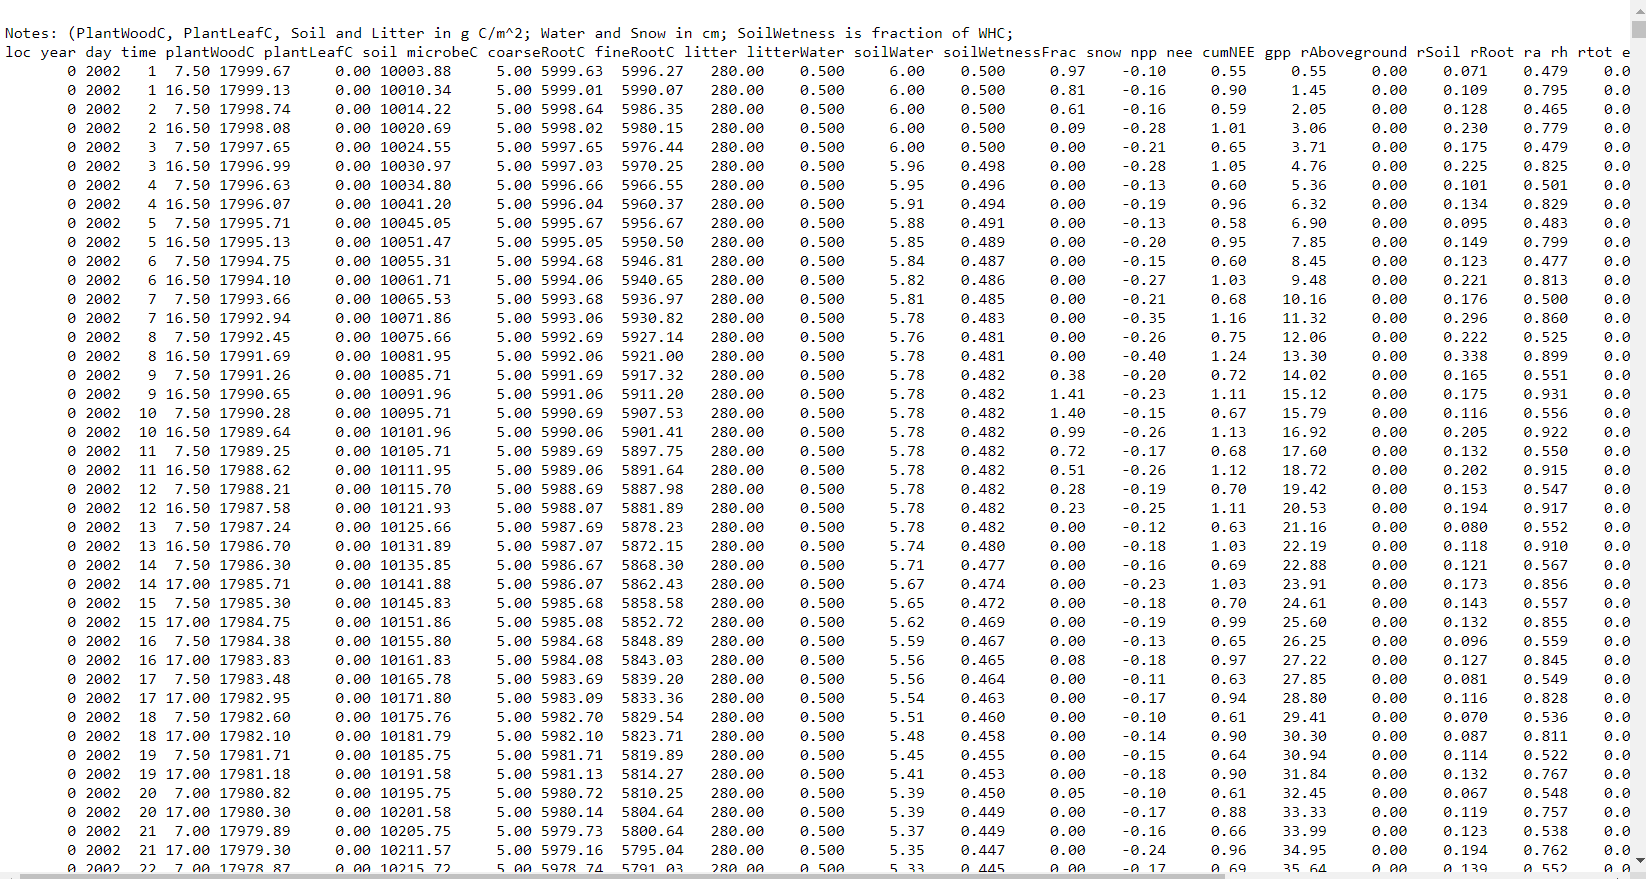 Notes: (PlantWoodC, PlantLeafC, Soil and Litter in g C/m^2; Water and Snow in cm; SoilWetness is fraction of WHC;
loc year day time plantWoodC plantLeafC soil microbeC coarseRootC fineRootC litter litterWater soilWater soilWetnessFrac snow npp nee cumNEE gpp rAboveground rSoil rRoot ra rh rtot e
0 2002 1 7.50 17999.67 0.00 10003.88 5.00 5999.63 5996.27 280.00 0.500 6.00 0.500 0.97 -0.10 0.55 0.55 0.00 0.071 0.479 0.0
0 2002 1 16.50 17999.13 0.00 10010.34 5.00 5999.01 5990.07 280.00 0.500 6.00 0.500 0.81 -0.16 0.90 1.45 0.00 0.109 0.795 0.0
0 2002 2 7.50 17998.74 0.00 10014.22 5.00 5998.64 5986.35 280.00 0.500 6.00 0.500 0.61 -0.16 0.59 2.05 0.00 0.128 0.465 0.0
0 2002 2 16.50 17998.08 0.00 10020.69 5.00 5998.02 5980.15 280.00 0.500 6.00 0.500 0.09 -0.28 1.01 3.06 0.00 0.230 0.779 0.0
0 2002 3 7.50 17997.65 0.00 10024.55 5.00 5997.65 5976.44 280.00 0.500 6.00 0.500 0.00 -0.21 0.65 3.71 0.00 0.175 0.479 0.0
0 2002 3 16.50 17996.99 0.00 10030.97 5.00 5997.03 5970.25 280.00 0.500 5.96 0.498 0.00 -0.28 1.05 4.76 0.00 0.225 0.825 0.0
0 2002 4 7.50 17996.63 0.00 10034.80 5.00 5996.66 5966.55 280.00 0.500 5.95 0.496 0.00 -0.13 0.60 5.36 0.00 0.101 0.501 0.0
0 2002 4 16.50 17996.07 0.00 10041.20 5.00 5996.04 5960.37 280.00 0.500 5.91 0.494 0.00 -0.19 0.96 6.32 0.00 0.134 0.829 0.0
0 2002 5 7.50 17995.71 0.00 10045.05 5.00 5995.67 5956.67 280.00 0.500 5.88 0.491 0.00 -0.13 0.58 6.90 0.00 0.095 0.483 0.0
0 2002 5 16.50 17995.13 0.00 10051.47 5.00 5995.05 5950.50 280.00 0.500 5.85 0.489 0.00 -0.20 0.95 7.85 0.00 0.149 0.799 0.0
0 2002 6 7.50 17994.75 0.00 10055.31 5.00 5994.68 5946.81 280.00 0.500 5.84 0.487 0.00 -0.15 0.60 8.45 0.00 0.123 0.477 0.0
0 2002 6 16.50 17994.10 0.00 10061.71 5.00 5994.06 5940.65 280.00 0.500 5.82 0.486 0.00 -0.27 1.03 9.48 0.00 0.221 0.813 0.0
0 2002 7 7.50 17993.66 0.00 10065.53 5.00 5993.68 5936.97 280.00 0.500 5.81 0.485 0.00 -0.21 0.68 10.16 0.00 0.176 0.500 0.0
0 2002 7 16.50 17992.94 0.00 10071.86 5.00 5993.06 5930.82 280.00 0.500 5.78 0.483 0.00 -0.35 1.16 11.32 0.00 0.296 0.860 0.0
0 2002 8 7.50 17992.45 0.00 10075.66 5.00 5992.69 5927.14 280.00 0.500 5.76 0.481 0.00 -0.26 0.75 12.06 0.00 0.222 0.525 0.0
0 2002 8 16.50 17991.69 0.00 10081.95 5.00 5992.06 5921.00 280.00 0.500 5.78 0.481 0.00 -0.40 1.24 13.30 0.00 0.338 0.899 0.0
0 2002 9 7.50 17991.26 0.00 10085.71 5.00 5991.69 5917.32 280.00 0.500 5.78 0.482 0.38 -0.20 0.72 14.02 0.00 0.165 0.551 0.0
0 2002 9 16.50 17990.65 0.00 10091.96 5.00 5991.06 5911.20 280.00 0.500 5.78 0.482 1.41 -0.23 1.11 15.12 0.00 0.175 0.931 0.0
0 2002 10 7.50 17990.28 0.00 10095.71 5.00 5990.69 5907.53 280.00 0.500 5.78 0.482 1.40 -0.15 0.67 15.79 0.00 0.116 0.556 0.0
0 2002 10 16.50 17989.64 0.00 10101.96 5.00 5990.06 5901.41 280.00 0.500 5.78 0.482 0.99 -0.26 1.13 16.92 0.00 0.205 0.922 0.0
0 2002 11 7.50 17989.25 0.00 10105.71 5.00 5989.69 5897.75 280.00 0.500 5.78 0.482 0.72 -0.17 0.68 17.60 0.00 0.132 0.550 0.0
0 2002 11 16.50 17988.62 0.00 10111.95 5.00 5989.06 5891.64 280.00 0.500 5.78 0.482 0.51 -0.26 1.12 18.72 0.00 0.202 0.915 0.0
0 2002 12 7.50 17988.21 0.00 10115.70 5.00 5988.69 5887.98 280.00 0.500 5.78 0.482 0.28 -0.19 0.70 19.42 0.00 0.153 0.547 0.0
0 2002 12 16.50 17987.58 0.00 10121.93 5.00 5988.07 5881.89 280.00 0.500 5.78 0.482 0.23 -0.25 1.11 20.53 0.00 0.194 0.917 0.0
0 2002 13 7.50 17987.24 0.00 10125.66 5.00 5987.69 5878.23 280.00 0.500 5.78 0.482 0.00 -0.12 0.63 21.16 0.00 0.080 0.552 0.0
0 2002 13 16.50 17986.70 0.00 10131.89 5.00 5987.07 5872.15 280.00 0.500 5.74 0.480 0.00 -0.18 1.03 22.19 0.00 0.118 0.910 0.0
0 2002 14 7.50 17986.30 0.00 10135.85 5.00 5986.67 5868.30 280.00 0.500 5.71 0.477 0.00 -0.16 0.69 22.88 0.00 0.121 0.567 0.0
0 2002 14 17.00 17985.71 0.00 10141.88 5.00 5986.07 5862.43 280.00 0.500 5.67 0.474 0.00 -0.23 1.03 23.91 0.00 0.173 0.856 0.0
0 2002 15 7.50 17985.30 0.00 10145.83 5.00 5985.68 5858.58 280.00 0.500 5.65 0.472 0.00 -0.18 0.70 24.61 0.00 0.143 0.557 0.0
0 2002 15 17.00 17984.75 0.00 10151.86 5.00 5985.08 5852.72 280.00 0.500 5.62 0.469 0.00 -0.19 0.99 25.60 0.00 0.132 0.855 0.0
0 2002 16 7.50 17984.38 0.00 10155.80 5.00 5984.68 5848.89 280.00 0.500 5.59 0.467 0.00 -0.13 0.65 26.25 0.00 0.096 0.559 0.0
0 2002 16 17.00 17983.83 0.00 10161.83 5.00 5984.08 5843.03 280.00 0.500 5.56 0.465 0.08 -0.18 0.97 27.22 0.00 0.127 0.845 0.0
0 2002 17 7.50 17983.48 0.00 10165.78 5.00 5983.69 5839.20 280.00 0.500 5.56 0.464 0.00 -0.11 0.63 27.85 0.00 0.081 0.549 0.0
0 2002 17 17.00 17982.95 0.00 10171.80 5.00 5983.09 5833.36 280.00 0.500 5.54 0.463 0.00 -0.17 0.94 28.80 0.00 0.116 0.828 0.0
0 2002 18 7.50 17982.60 0.00 10175.76 5.00 5982.70 5829.54 280.00 0.500 5.51 0.460 0.00 -0.10 0.61 29.41 0.00 0.070 0.536 0.0
0 2002 18 17.00 17982.10 0.00 10181.79 5.00 5982.10 5823.71 280.00 0.500 5.48 0.458 0.00 -0.14 0.90 30.30 0.00 0.087 0.811 0.0
0 2002 19 7.50 17981.71 0.00 10185.75 5.00 5981.71 5819.89 280.00 0.500 5.45 0.455 0.00 -0.15 0.64 30.94 0.00 0.114 0.522 0.0
0 2002 19 17.00 17981.18 0.00 10191.58 5.00 5981.13 5814.27 280.00 0.500 5.41 0.453 0.00 -0.18 0.90 31.84 0.00 0.132 0.767 0.0
0 2002 20 7.00 17980.82 0.00 10195.75 5.00 5980.72 5810.25 280.00 0.500 5.39 0.450 0.05 -0.10 0.61 32.45 0.00 0.067 0.548 0.0
0 2002 20 17.00 17980.30 0.00 10201.58 5.00 5980.14 5804.64 280.00 0.500 5.39 0.449 0.00 -0.17 0.88 33.33 0.00 0.119 0.757 0.0
0 2002 21 7.00 17979.89 0.00 10205.75 5.00 5979.73 5800.64 280.00 0.500 5.37 0.449 0.00 -0.16 0.66 33.99 0.00 0.123 0.538 0.0
0 2002 21 17.00 17979.30 0.00 10211.57 5.00 5979.16 5795.04 280.00 0.500 5.35 0.447 0.00 -0.24 0.96 34.95 0.00 0.194 0.762 0.0
0 2002 22 7.00 17978.87 0.00 10215.72 5.00 5978.74 5791.03 280.00 0.500 5.33 0.445 0.00 -0.17 0.69 35.64 0.00 0.139 0.552 0.0